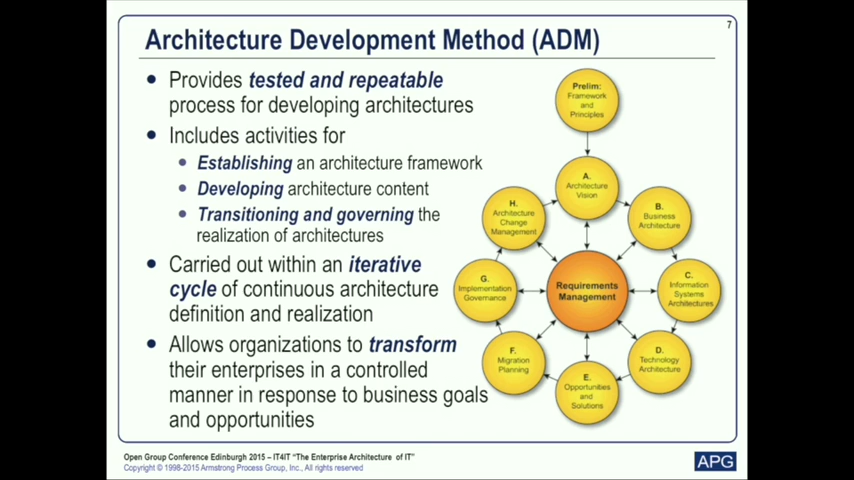 7
Architecture Development Method (ADM)
• Provides tested and repeatable
process for developing architectures
• Includes activities for
• Establishing an architecture framework
• Developing architecture content
• Transitioning and governing the
realization of architectures
• Carried out within an iterative
cycle of continuous architecture
definition and realization
• Allows organizations to transform
their enterprises in a controlled
manner in response to business goals
and opportunities
Prelim:
Framework
and
Principles
A.
Architecture
Vision
B.
Business
Architecture
C.
Information
Systems
Architectures
D.
Technology
Architecture
E.
Opportunities
and
Solutions
F.
Migration
Planning
G.
Implementation
Governance
H.
Architecture
Change
Management
Requirements
Management
Open Group Conference Edinburgh 2015 – IT4IT "The Enterprise Architecture of IT"
Copyright © 1998-2015 Armstrong Process Group, Inc., All rights reserved
APG